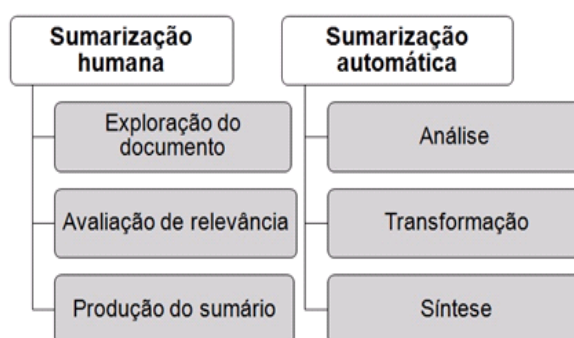 Sumarização
humana
Exploração do
documento
Avaliação de relevância
Produção do sumário
Sumarização
automática
Análise
Transformação
Síntese